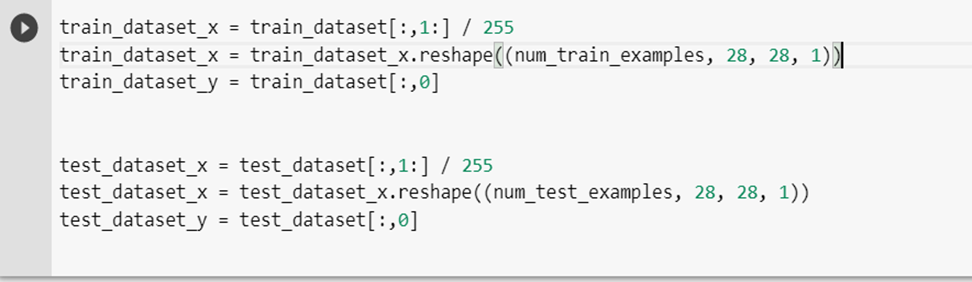 train_dataset_x = train_dataset[:,1:] / 255
train_dataset_x = train_dataset_x.reshape((num_train_examples, 28, 28, 1))
train_dataset_y = train_dataset[:,0]
test_dataset_x = test_dataset[:,1:] / 255
test_dataset_x = test_dataset_x.reshape((num_test_examples, 28, 28, 1))
test_dataset_y = test_dataset[:,0]